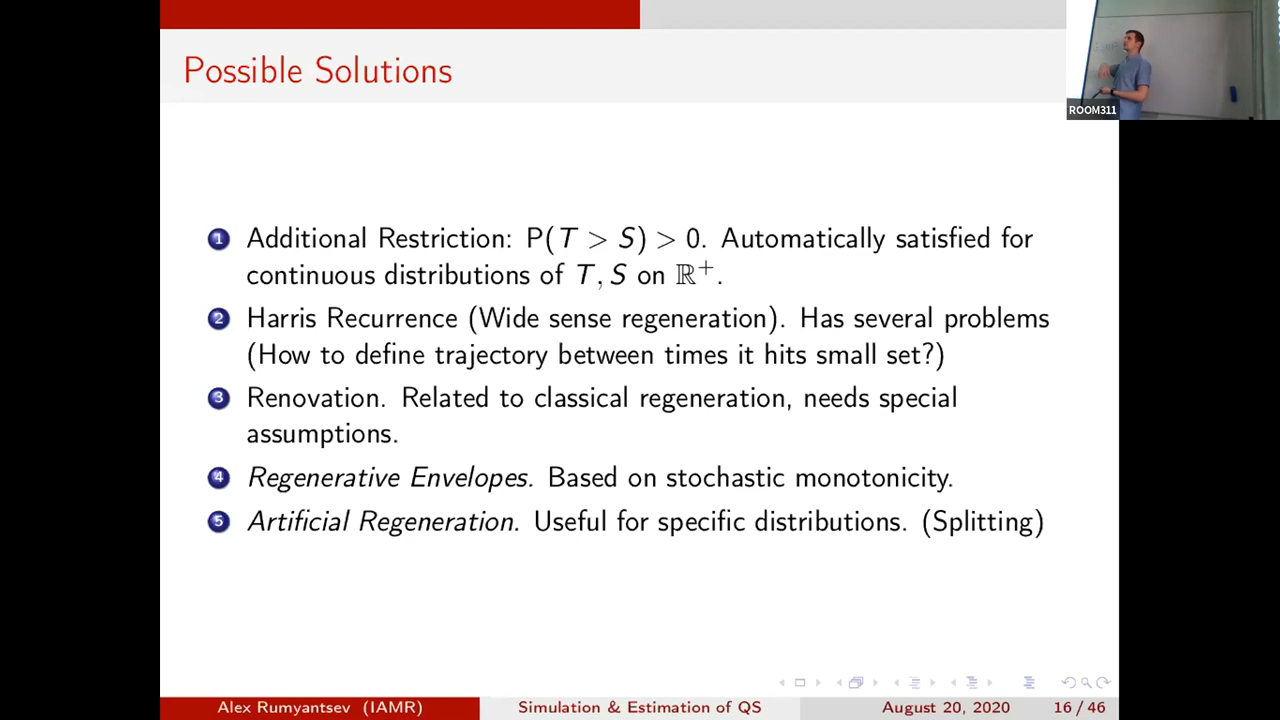 Possible Solutions
ROOM311
1 Additional Restriction: P(T > S) > 0. Automatically satisfied for
continuous distributions of T, S on ℝ⁺.
2 Harris Recurrence (Wide sense regeneration). Has several problems
(How to define trajectory between times it hits small set?)
3 Renovation. Related to classical regeneration, needs special
assumptions.
4 Regenerative Envelopes. Based on stochastic monotonicity.
5 Artificial Regeneration. Useful for specific distributions. (Splitting)
Alex Rumyantsev (IAMR) Simulation & Estimation of QS August 20, 2020 16 / 46